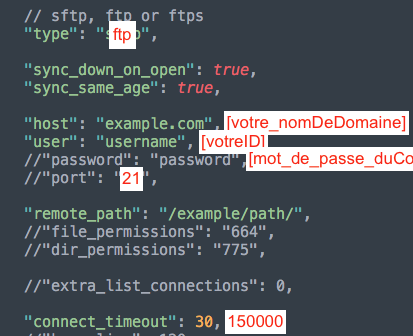 // sftp, ftp or ftps
"type": "ftp",
"sync_down_on_open": true,
"sync_same_age": true,
"host": "example.com", [votre_nomDeDomaine]
"user": "username", [votreID]
//"password": "password", [mot_de_passe_duCo
//"port": "21",
"remote_path": "/example/path/",
//"file_permissions": "664",
//"dir_permissions": "775",
//"extra_list_connections": 0,
"connect_timeout": 30, 150000